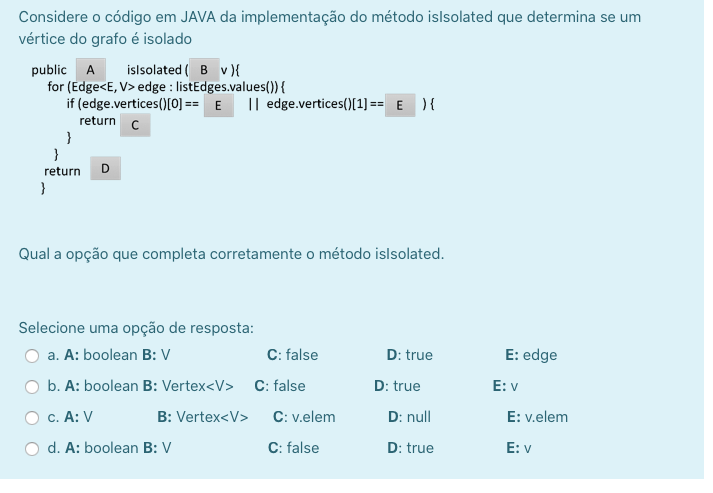 Considere o código em JAVA da implementação do método isIsolated que determina se um
vértice do grafo é isolado
public A isIsolated ( B v ){
for (Edge<E, V> edge : listEdges.values()) {
if (edge.vertices()[0] == E || edge.vertices()[1] == E ) {
return C
}
}
return D
}
Qual a opção que completa corretamente o método isIsolated.
Selecione uma opção de resposta:
a. A: boolean B: V C: false D: true E: edge
b. A: boolean B: Vertex<V> C: false D: true E: v
c. A: V B: Vertex<V> C: v.elem D: null E: v.elem
d. A: boolean B: V C: false D: true E: v